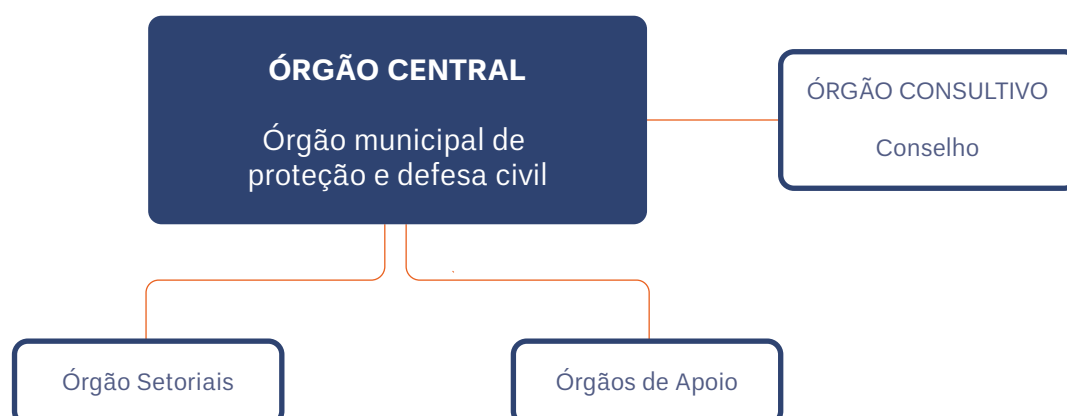 ÓRGÃO CENTRAL
Órgão municipal de
proteção e defesa civil
ÓRGÃO CONSULTIVO
Conselho
Órgão Setoriais
Órgãos de Apoio